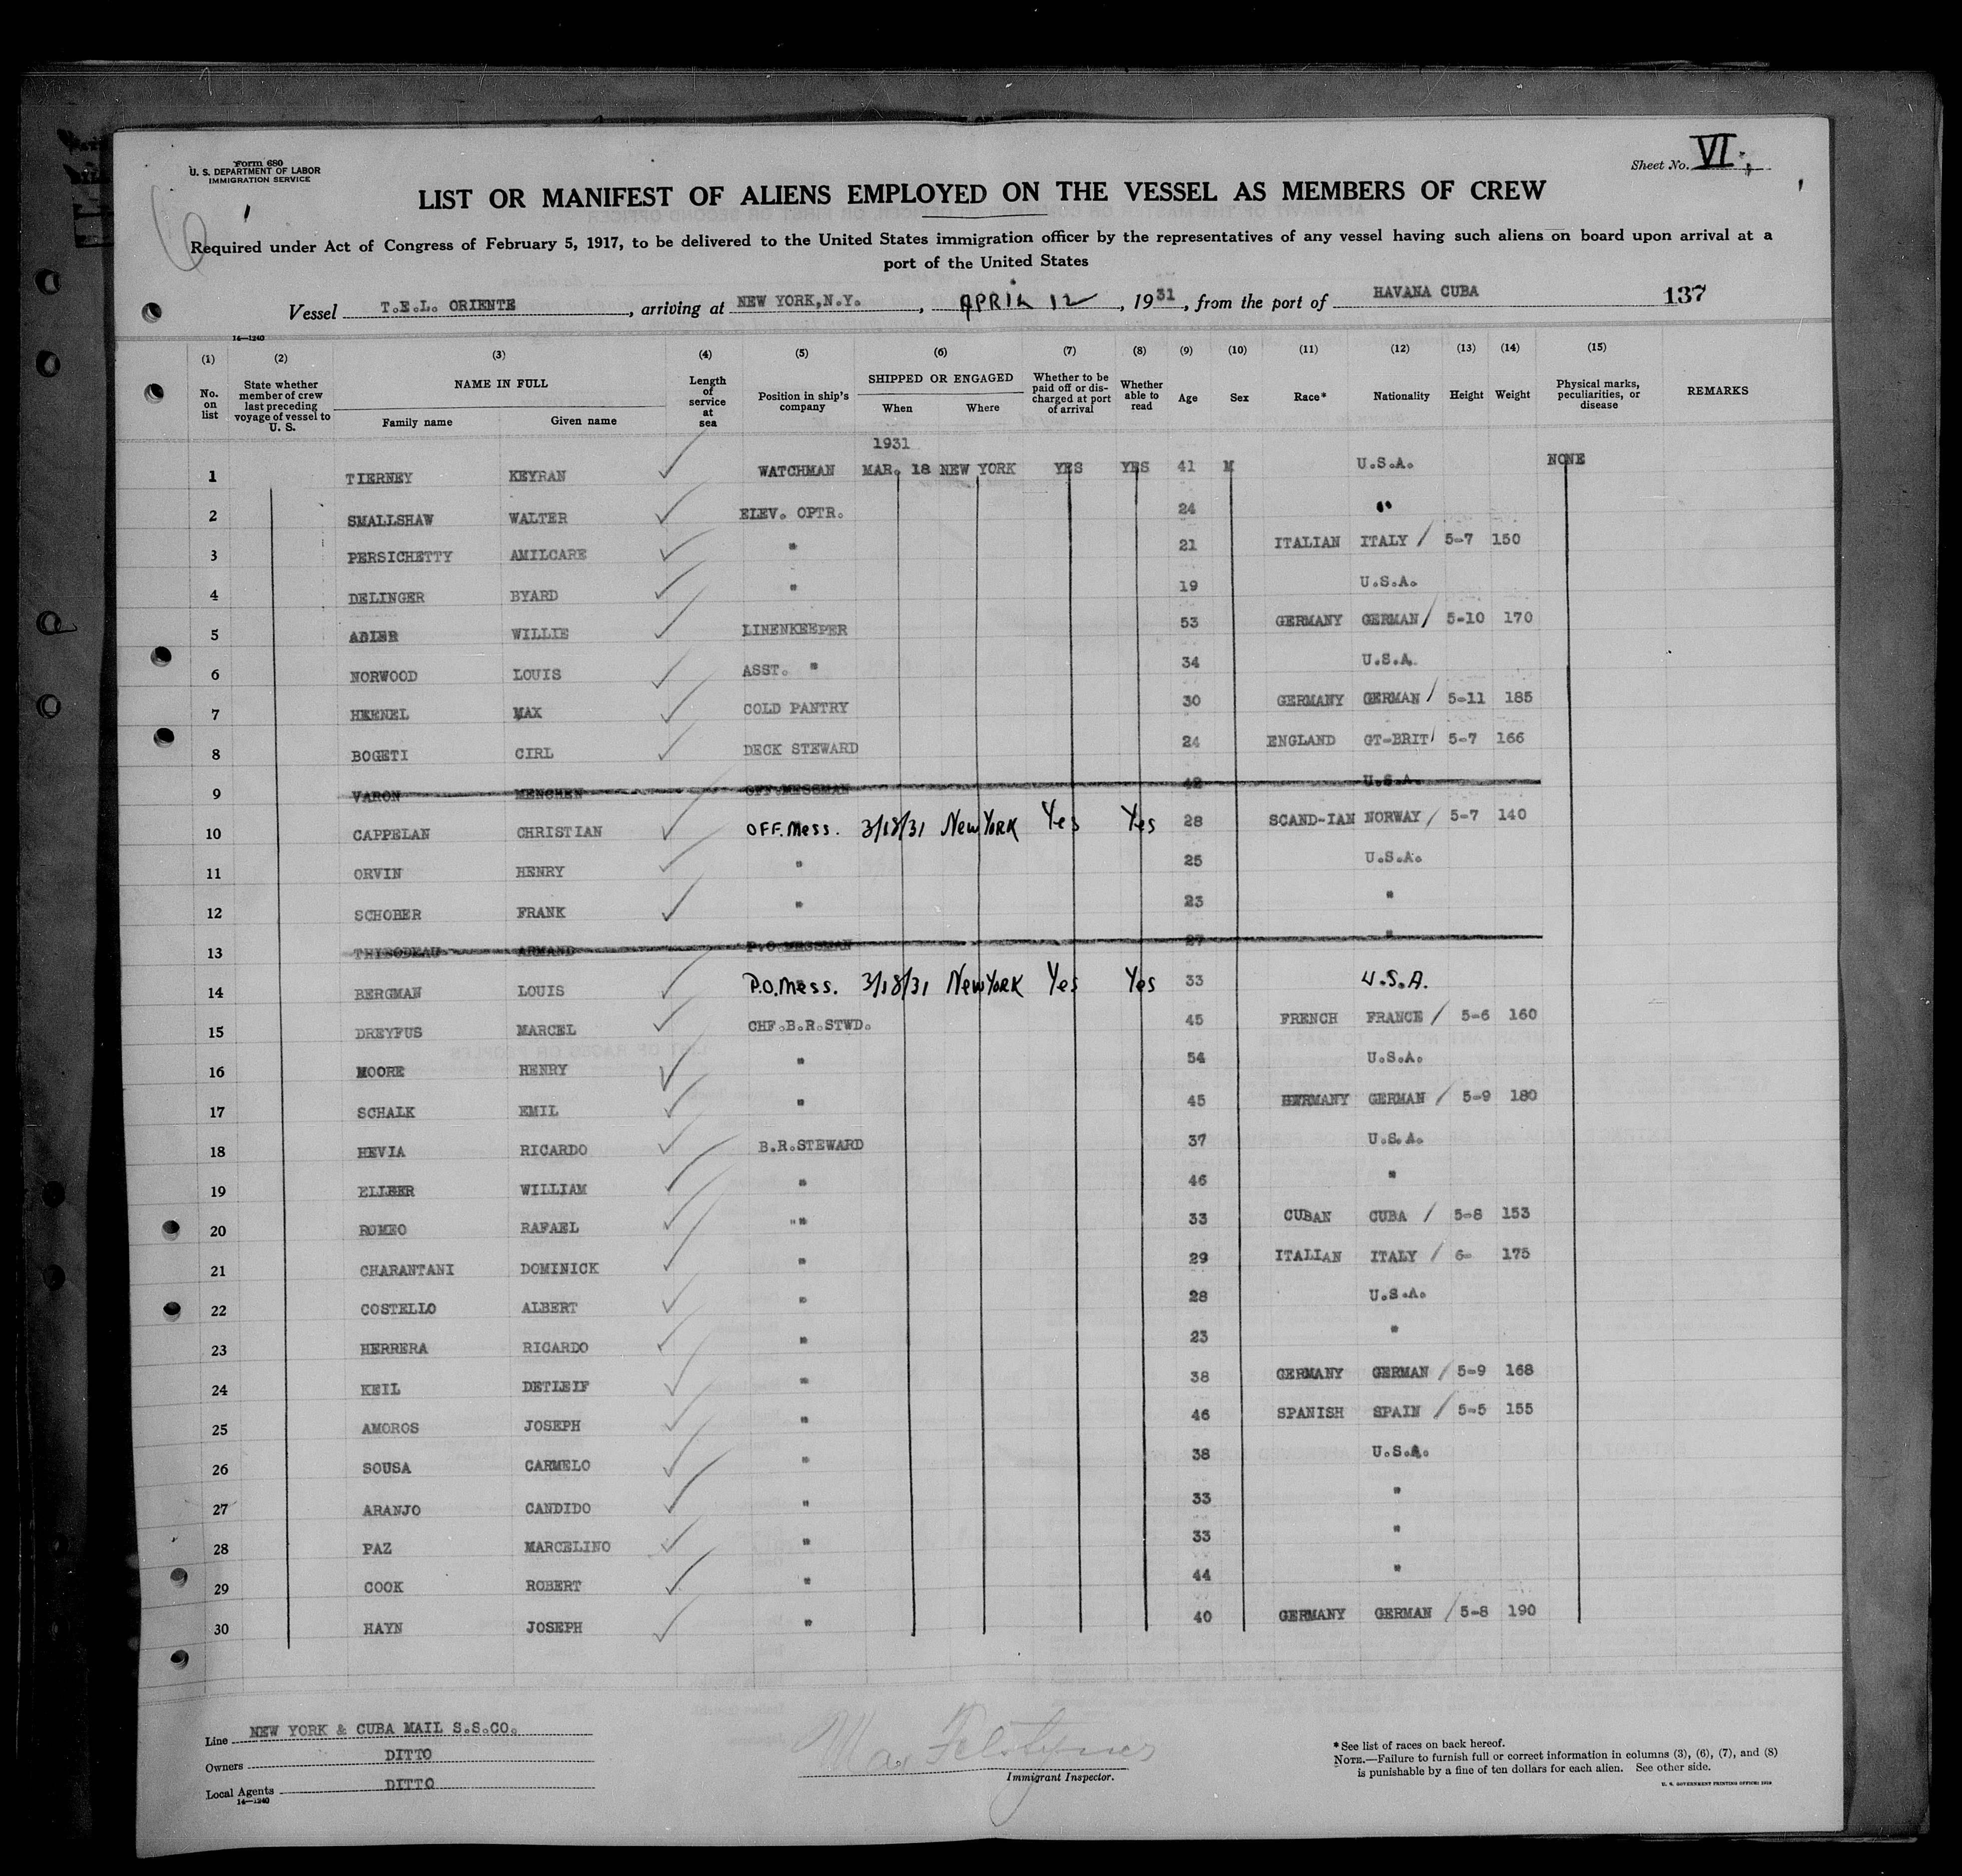 Form 680
U. S. DEPARTMENT OF LABOR
IMMIGRATION SERVICE
Sheet No. VI
LIST OR MANIFEST OF ALIENS EMPLOYED ON THE VESSEL AS MEMBERS OF CREW
Required under Act of Congress of February 5, 1917, to be delivered to the United States immigration officer by the representatives of any vessel having such aliens on board upon arrival at a
port of the United States
Vessel T.E.L. ORIENTE, arriving at NEW YORK,N.Y., APRIL 12, 1931, from the port of HAVANA CUBA 137
14—1240
(1) (2) (3) (4) (5) (6) (7) (8) (9) (10) (11) (12) (13) (14) (15)
No. on list State whether member of crew last preceding voyage of vessel to U. S. NAME IN FULL Family name Given name Length of service at sea Position in ship's company SHIPPED OR ENGAGED When Where Whether to be paid off or discharged at port of arrival Whether able to read Age Sex Race* Nationality Height Weight Physical marks, peculiarities, or disease REMARKS
1931
1 TIERNEY KEYRAN WATCHMAN MAR. 18 NEW YORK YES YES 41 M U.S.A. NONE
2 SMALLSHAW WALTER ELEV. OPTR. 24 "
3 PERSICHETTY AMILCARE " 21 ITALIAN ITALY / 5-7 150
4 DELINGER BYARD " 19 U.S.A.
5 ADLER WILLIE LINENKEEPER 53 GERMANY GERMAN / 5-10 170
6 NORWOOD LOUIS ASST. " 34 U.S.A.
7 HERNEL MAX COLD PANTRY 30 GERMANY GERMAN / 5-11 185
8 BOGETI CIRL DECK STEWARD 24 ENGLAND GT-BRIT / 5-7 166
9 VARON MENCHEN OFF.MESSMAN 42 U.S.A.
10 CAPPELAN CHRISTIAN OFF. Mess. 3/18/31 New YORK Yes Yes 28 SCAND-IAN NORWAY / 5-7 140
11 ORVIN HENRY " 25 U.S.A.
12 SCHOBER FRANK " 23 "
13 THIBODEAU ARMAND P.O.MESSMAN 27 "
14 BERGMAN LOUIS P.O. Mess. 3/18/31 New YORK Yes Yes 33 U.S.A.
15 DREYFUS MARCEL CHF.B.R.STWD. 45 FRENCH FRANCE / 5-6 160
16 MOORE HENRY " 54 U.S.A.
17 SCHALK EMIL " 45 GERMANY GERMAN / 5-9 180
18 HEVIA RICARDO B.R.STEWARD 37 U.S.A.
19 WILLIAM " 46 "
20 ROMEO RAFAEL " " 33 CUBAN CUBA / 5-8 153
21 CHARANTANI DOMINICK " 29 ITALIAN ITALY / 6- 175
22 COSTELLO ALBERT " 28 U.S.A.
23 HERRERA RICARDO " 23 "
24 KEIL DETLEIF " 38 GERMANY GERMAN / 5-9 168
25 AMOROS JOSEPH " 46 SPANISH SPAIN / 5-5 155
26 SOUSA CARMELO " 38 U.S.A.
27 ARANJO CANDIDO " 33 "
28 PAZ MARCELINO " 33 "
29 COOK ROBERT " 44 "
30 HAYN JOSEPH " 40 GERMANY GERMAN / 5-8 190
Line NEW YORK & CUBA MAIL S.S.CO.
Owners DITTO
Local Agents DITTO
14—1240
Immigrant Inspector.
*See list of races on back hereof.
NOTE.—Failure to furnish full or correct information in columns (3), (6), (7), and (8)
is punishable by a fine of ten dollars for each alien. See other side.